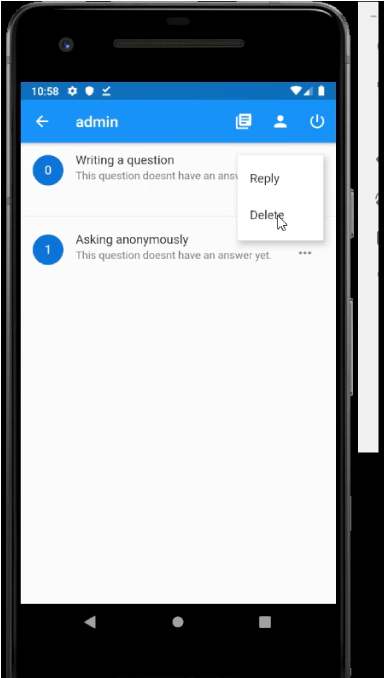 10:58
admin
0
Writing a question
This question doesnt have an answ
Reply
Delete
1
Asking anonymously
This question doesnt have an answer yet.